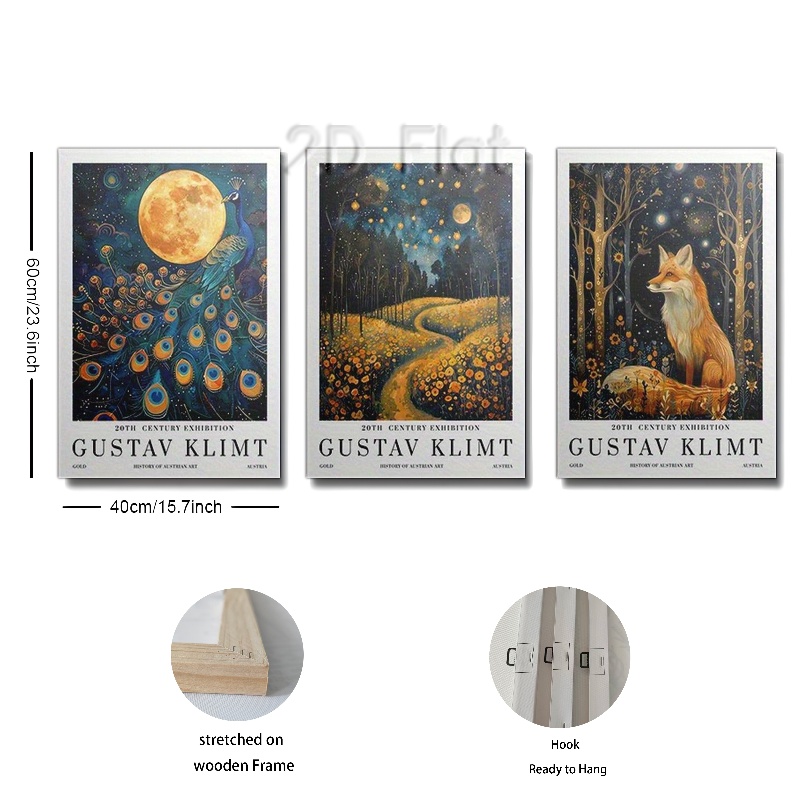 2D Flat
60cm/23.6inch
20TH CENTURY EXHIBITION
GUSTAV KLIMT
GOLD HISTORY OF AUSTRIAN ART AUSTRIA
20TH CENTURY EXHIBITION
GUSTAV KLIMT
GOLD HISTORY OF AUSTRIAN ART AUSTRIA
20TH CENTURY EXHIBITION
GUSTAV KLIMT
GOLD HISTORY OF AUSTRIAN ART AUSTRIA
40cm/15.7inch
stretched on
wooden Frame
Hook
Ready to Hang